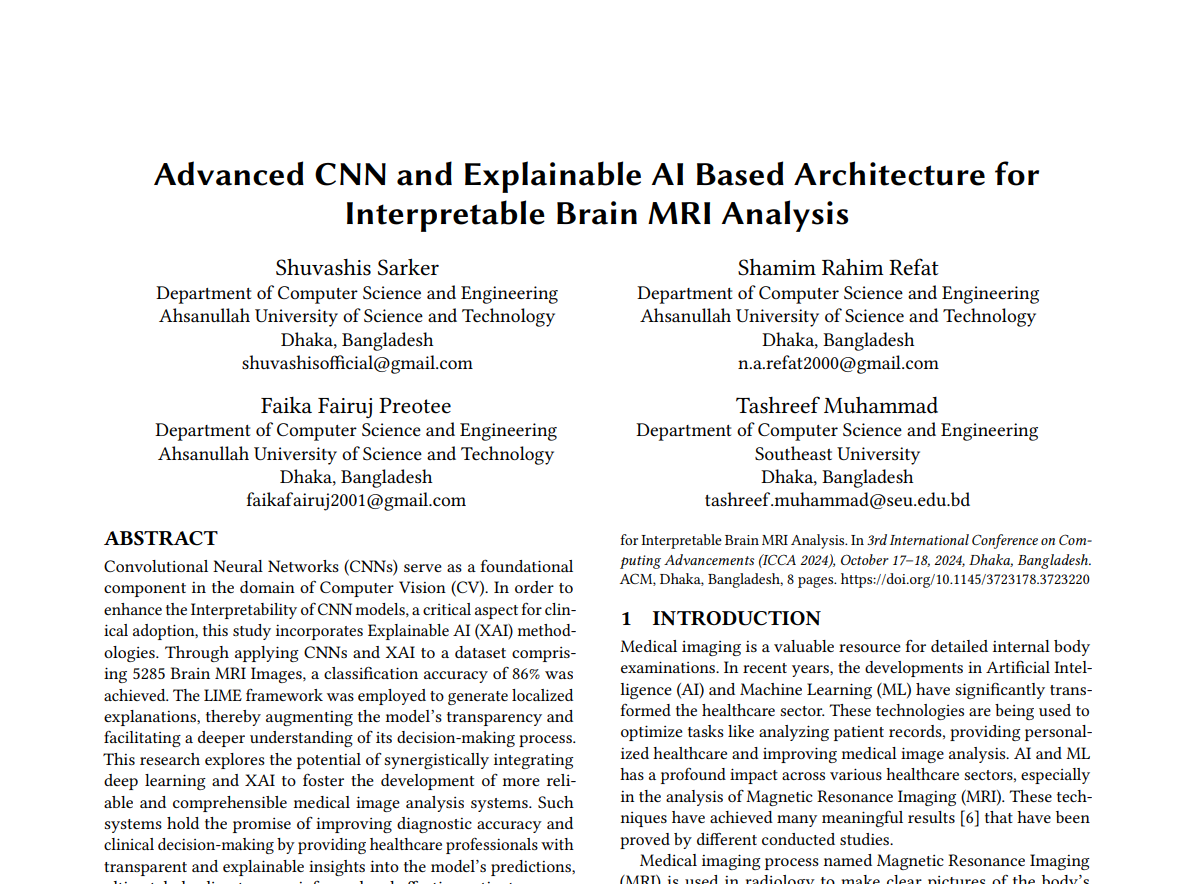 Advanced CNN and Explainable AI Based Architecture for
Interpretable Brain MRI Analysis
Shuvashis Sarker
Department of Computer Science and Engineering
Ahsanullah University of Science and Technology
Dhaka, Bangladesh
shuvashisofficial@gmail.com
Shamim Rahim Refat
Department of Computer Science and Engineering
Ahsanullah University of Science and Technology
Dhaka, Bangladesh
n.a.refat2000@gmail.com
Faika Fairuj Preotee
Department of Computer Science and Engineering
Ahsanullah University of Science and Technology
Dhaka, Bangladesh
faikafairuj2001@gmail.com
Tashreef Muhammad
Department of Computer Science and Engineering
Southeast University
Dhaka, Bangladesh
tashreef.muhammad@seu.edu.bd
ABSTRACT
Convolutional Neural Networks (CNNs) serve as a foundational
component in the domain of Computer Vision (CV). In order to
enhance the Interpretability of CNN models, a critical aspect for clin-
ical adoption, this study incorporates Explainable AI (XAI) method-
ologies. Through applying CNNs and XAI to a dataset compris-
ing 5285 Brain MRI Images, a classification accuracy of 86% was
achieved. The LIME framework was employed to generate localized
explanations, thereby augmenting the model's transparency and
facilitating a deeper understanding of its decision-making process.
This research explores the potential of synergistically integrating
deep learning and XAI to foster the development of more reli-
able and comprehensible medical image analysis systems. Such
systems hold the promise of improving diagnostic accuracy and
clinical decision-making by providing healthcare professionals with
transparent and explainable insights into the model's predictions,
for Interpretable Brain MRI Analysis. In 3rd International Conference on Com-
puting Advancements (ICCA 2024), October 17–18, 2024, Dhaka, Bangladesh.
ACM, Dhaka, Bangladesh, 8 pages. https://doi.org/10.1145/3723178.3723220
1 INTRODUCTION
Medical imaging is a valuable resource for detailed internal body
examinations. In recent years, the developments in Artificial Intel-
ligence (AI) and Machine Learning (ML) have significantly trans-
formed the healthcare sector. These technologies are being used to
optimize tasks like analyzing patient records, providing personal-
ized healthcare and improving medical image analysis. AI and ML
has a profound impact across various healthcare sectors, especially
in the analysis of Magnetic Resonance Imaging (MRI). These tech-
niques have achieved many meaningful results [6] that have been
proved by different conducted studies.
Medical imaging process named Magnetic Resonance Imaging
(MRI) is used in radiology to make clear pictures of the body's